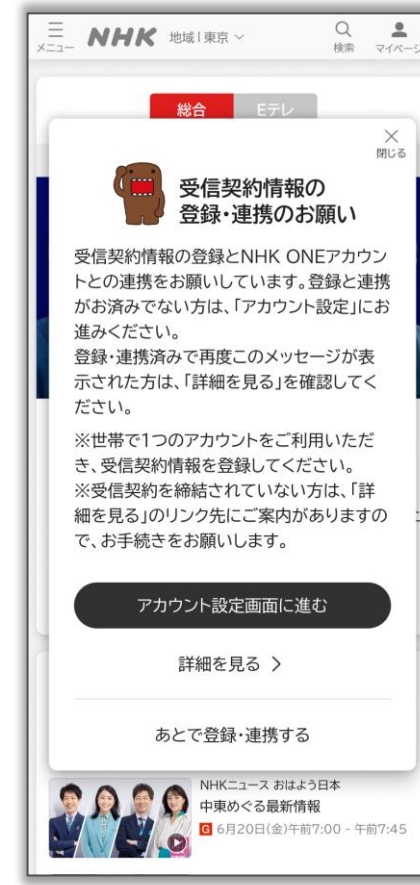 メニュー
NHK
地域 | 東京
検索
マイページ
総合
Eテレ
閉じる
受信契約情報の
登録・連携のお願い
受信契約情報の登録とNHK ONEアカウン
トとの連携をお願いしています。登録と連携
がお済みでない方は、「アカウント設定」にお
進みください。
登録・連携済みで再度このメッセージが表
示された方は、「詳細を見る」を確認してく
ださい。
※世帯で1つのアカウントをご利用いただ
き、受信契約情報を登録してください。
※受信契約を締結されていない方は、「詳
細を見る」のリンク先にご案内がありますの
で、お手続きをお願いします。
アカウント設定画面に進む
詳細を見る
あとで登録・連携する
NHKニュース おはよう日本
中東めぐる最新情報
G 6月20日(金)午前7:00 - 午前7:45